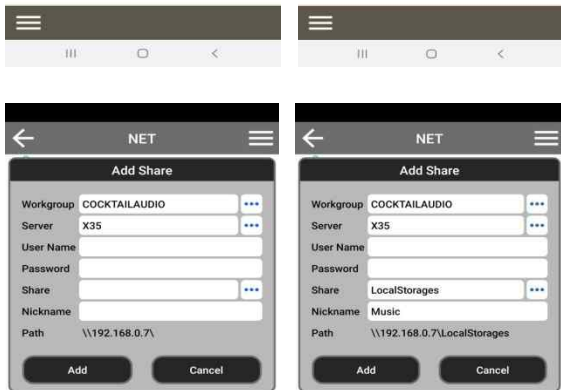 NET
Add Share
Workgroup COCKTAILAUDIO ...
Server X35 ...
User Name
Password
Share ...
Nickname
Path \\192.168.0.7\
Add Cancel
NET
Add Share
Workgroup COCKTAILAUDIO ...
Server X35 ...
User Name
Password
Share LocalStorages ...
Nickname Music
Path \\192.168.0.7\LocalStorages
Add Cancel